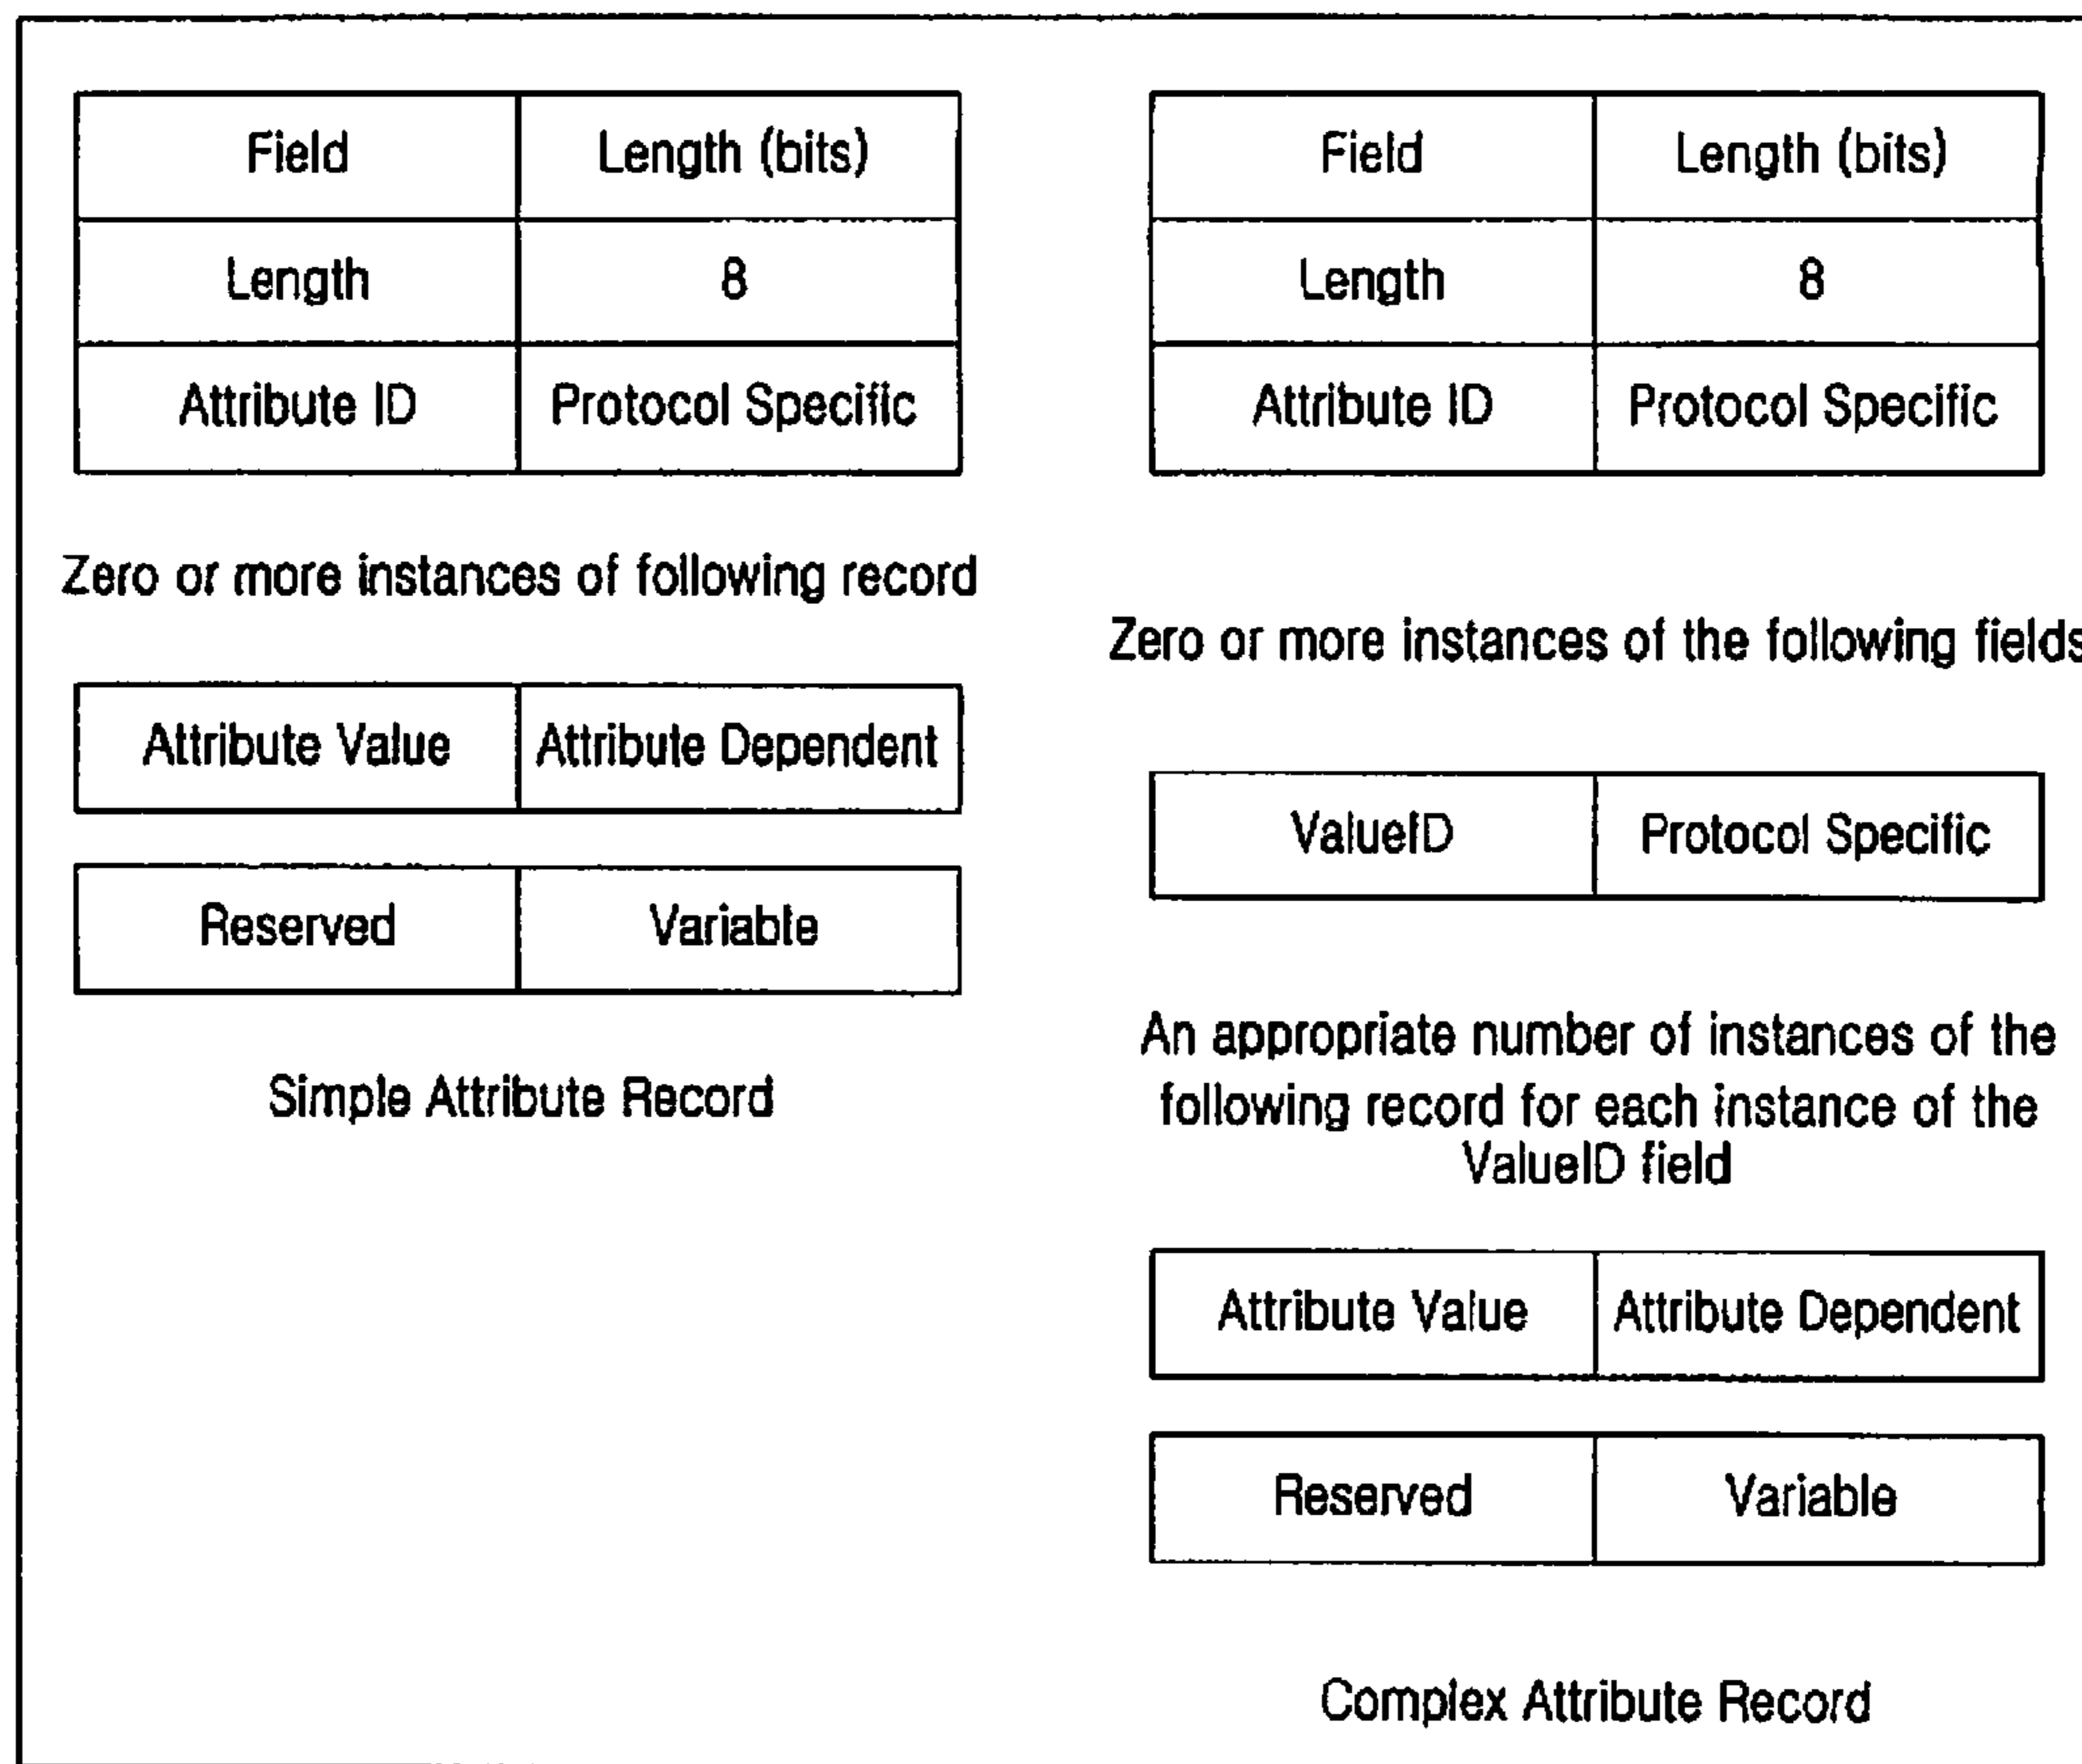 Field Length (bits)
Length 8
Attribute ID Protocol Specific
Zero or more instances of following record
Attribute Value Attribute Dependent
Reserved Variable
Simple Attribute Record
Field Length (bits)
Length 8
Attribute ID Protocol Specific
Zero or more instances of the following fields
ValueID Protocol Specific
An appropriate number of instances of the
following record for each instance of the
ValueID field
Attribute Value Attribute Dependent
Reserved Variable
Complex Attribute Record